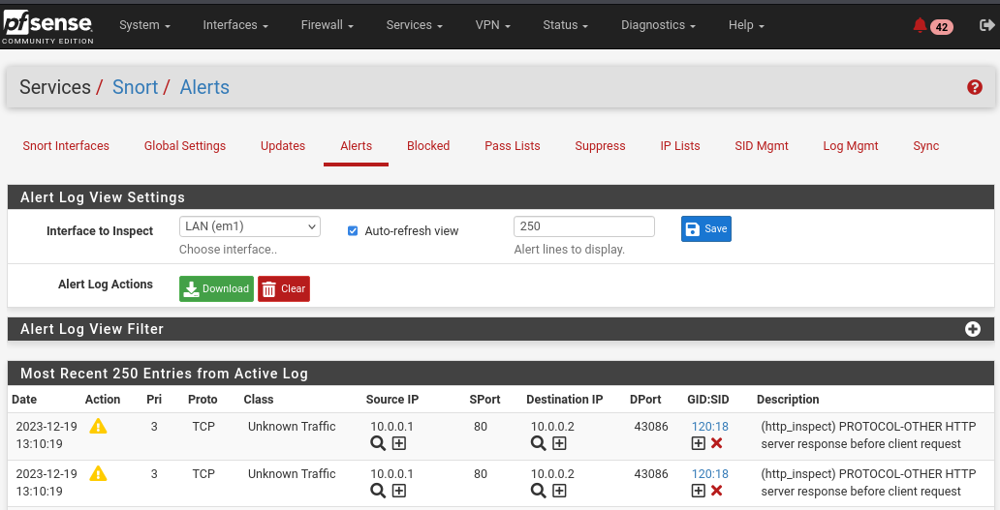 pfsense
COMMUNITY EDITION
System Interfaces Firewall Services VPN Status Diagnostics Help 42
Services / Snort / Alerts ?
Snort Interfaces Global Settings Updates Alerts Blocked Pass Lists Suppress IP Lists SID Mgmt Log Mgmt Sync
Alert Log View Settings
Interface to Inspect LAN (em1) Auto-refresh view 250 Save
Choose interface.. Alert lines to display.
Alert Log Actions Download Clear
Alert Log View Filter
Most Recent 250 Entries from Active Log
Date Action Pri Proto Class Source IP SPort Destination IP DPort GID:SID Description
2023-12-19 3 TCP Unknown Traffic 10.0.0.1 80 10.0.0.2 43086 120:18 (http_inspect) PROTOCOL-OTHER HTTP
13:10:19 server response before client request
2023-12-19 3 TCP Unknown Traffic 10.0.0.1 80 10.0.0.2 43086 120:18 (http_inspect) PROTOCOL-OTHER HTTP
13:10:19 server response before client request